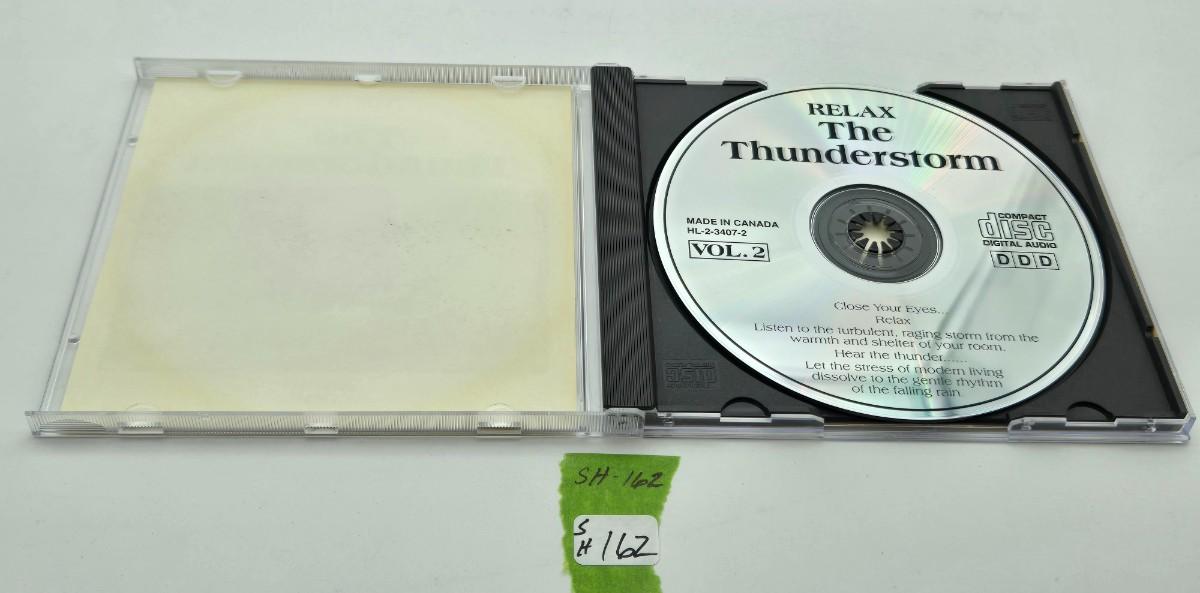 RELAX
The
Thunderstorm
MADE IN CANADA
HL-2-3407-2
VOL. 2
COMPACT
disc
DIGITAL AUDIO
DDD
Close Your Eyes...
Relax
Listen to the turbulent, raging storm from the
warmth and shelter of your room.
Hear the thunder......
Let the stress of modern living
dissolve to the gentle rhythm
of the falling rain.
disc
SH-162
SH 162